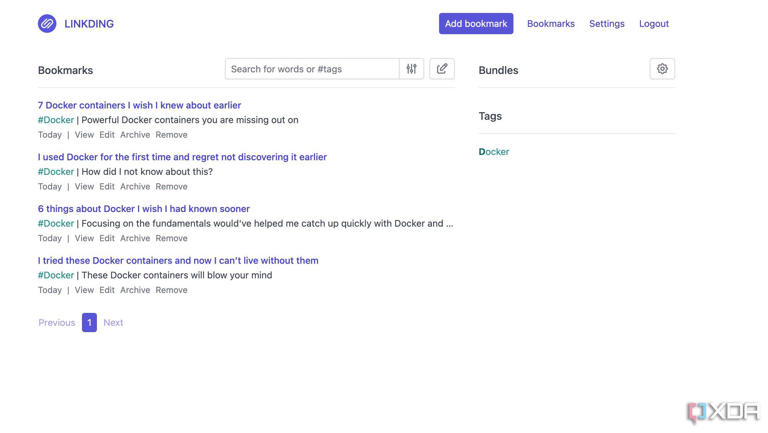 LINKDING
Add bookmark Bookmarks Settings Logout
Bookmarks
Search for words or #tags
Bundles
7 Docker containers I wish I knew about earlier
#Docker | Powerful Docker containers you are missing out on
Today | View Edit Archive Remove
I used Docker for the first time and regret not discovering it earlier
#Docker | How did I not know about this?
Today | View Edit Archive Remove
6 things about Docker I wish I had known sooner
#Docker | Focusing on the fundamentals would've helped me catch up quickly with Docker and ...
Today | View Edit Archive Remove
I tried these Docker containers and now I can't live without them
#Docker | These Docker containers will blow your mind
Today | View Edit Archive Remove
Previous 1 Next
Tags
Docker
XDA